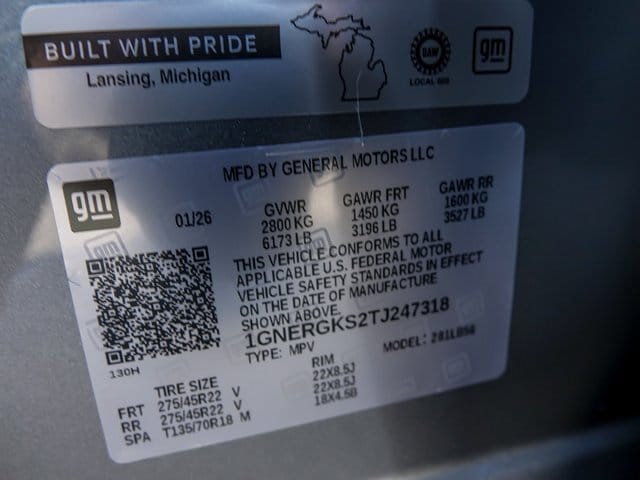 BUILT WITH PRIDE
Lansing, Michigan
UAW
LOCAL 602
gm
MFD BY GENERAL MOTORS LLC
gm
01/26
GVWR
2800 KG
6173 LB
GAWR FRT
1450 KG
3196 LB
GAWR RR
1600 KG
3527 LB
THIS VEHICLE CONFORMS TO ALL
APPLICABLE U.S. FEDERAL MOTOR
VEHICLE SAFETY STANDARDS IN EFFECT
ON THE DATE OF MANUFACTURE
SHOWN ABOVE.
1GNERGKS2TJ247318
TYPE: MPV MODEL: 281LB56
130H
TIRE SIZE RIM
FRT 275/45R22 V 22X8.5J
RR 275/45R22 V 22X8.5J
SPA T135/70R18 M 18X4.5B